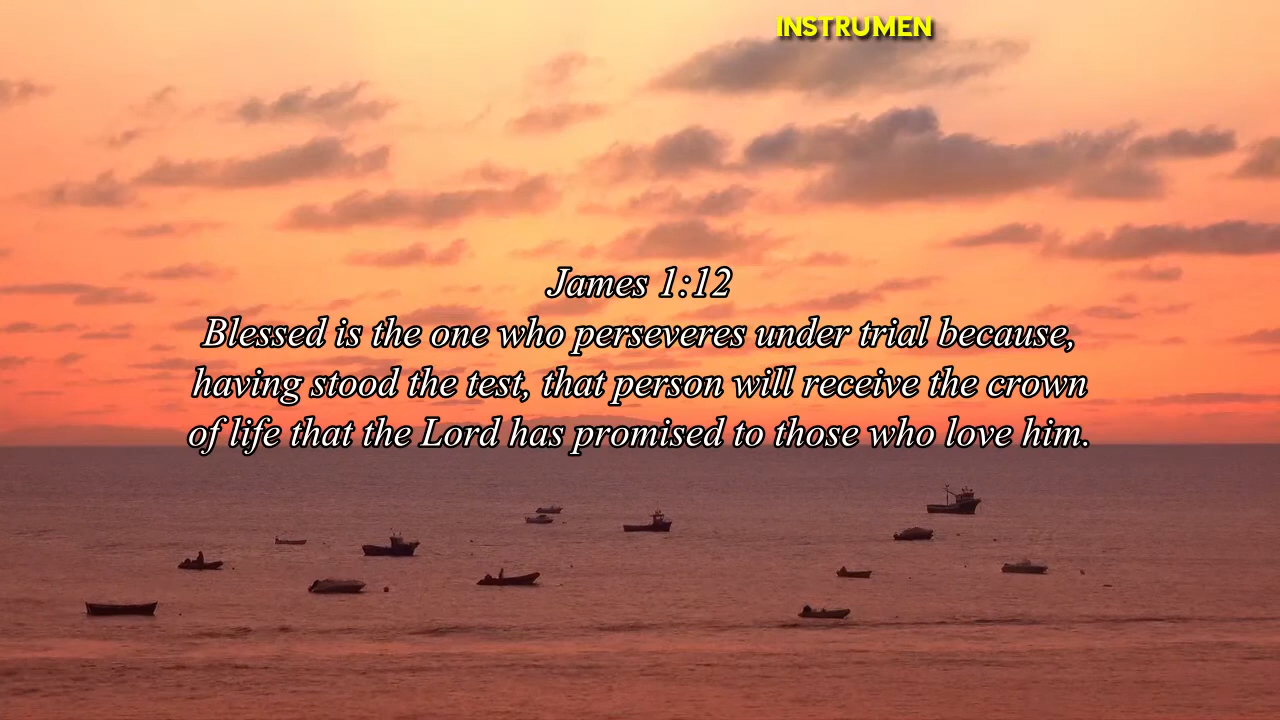 INSTRUMEN
James 1:12
Blessed is the one who perseveres under trial because,
having stood the test, that person will receive the crown
of life that the Lord has promised to those who love him.